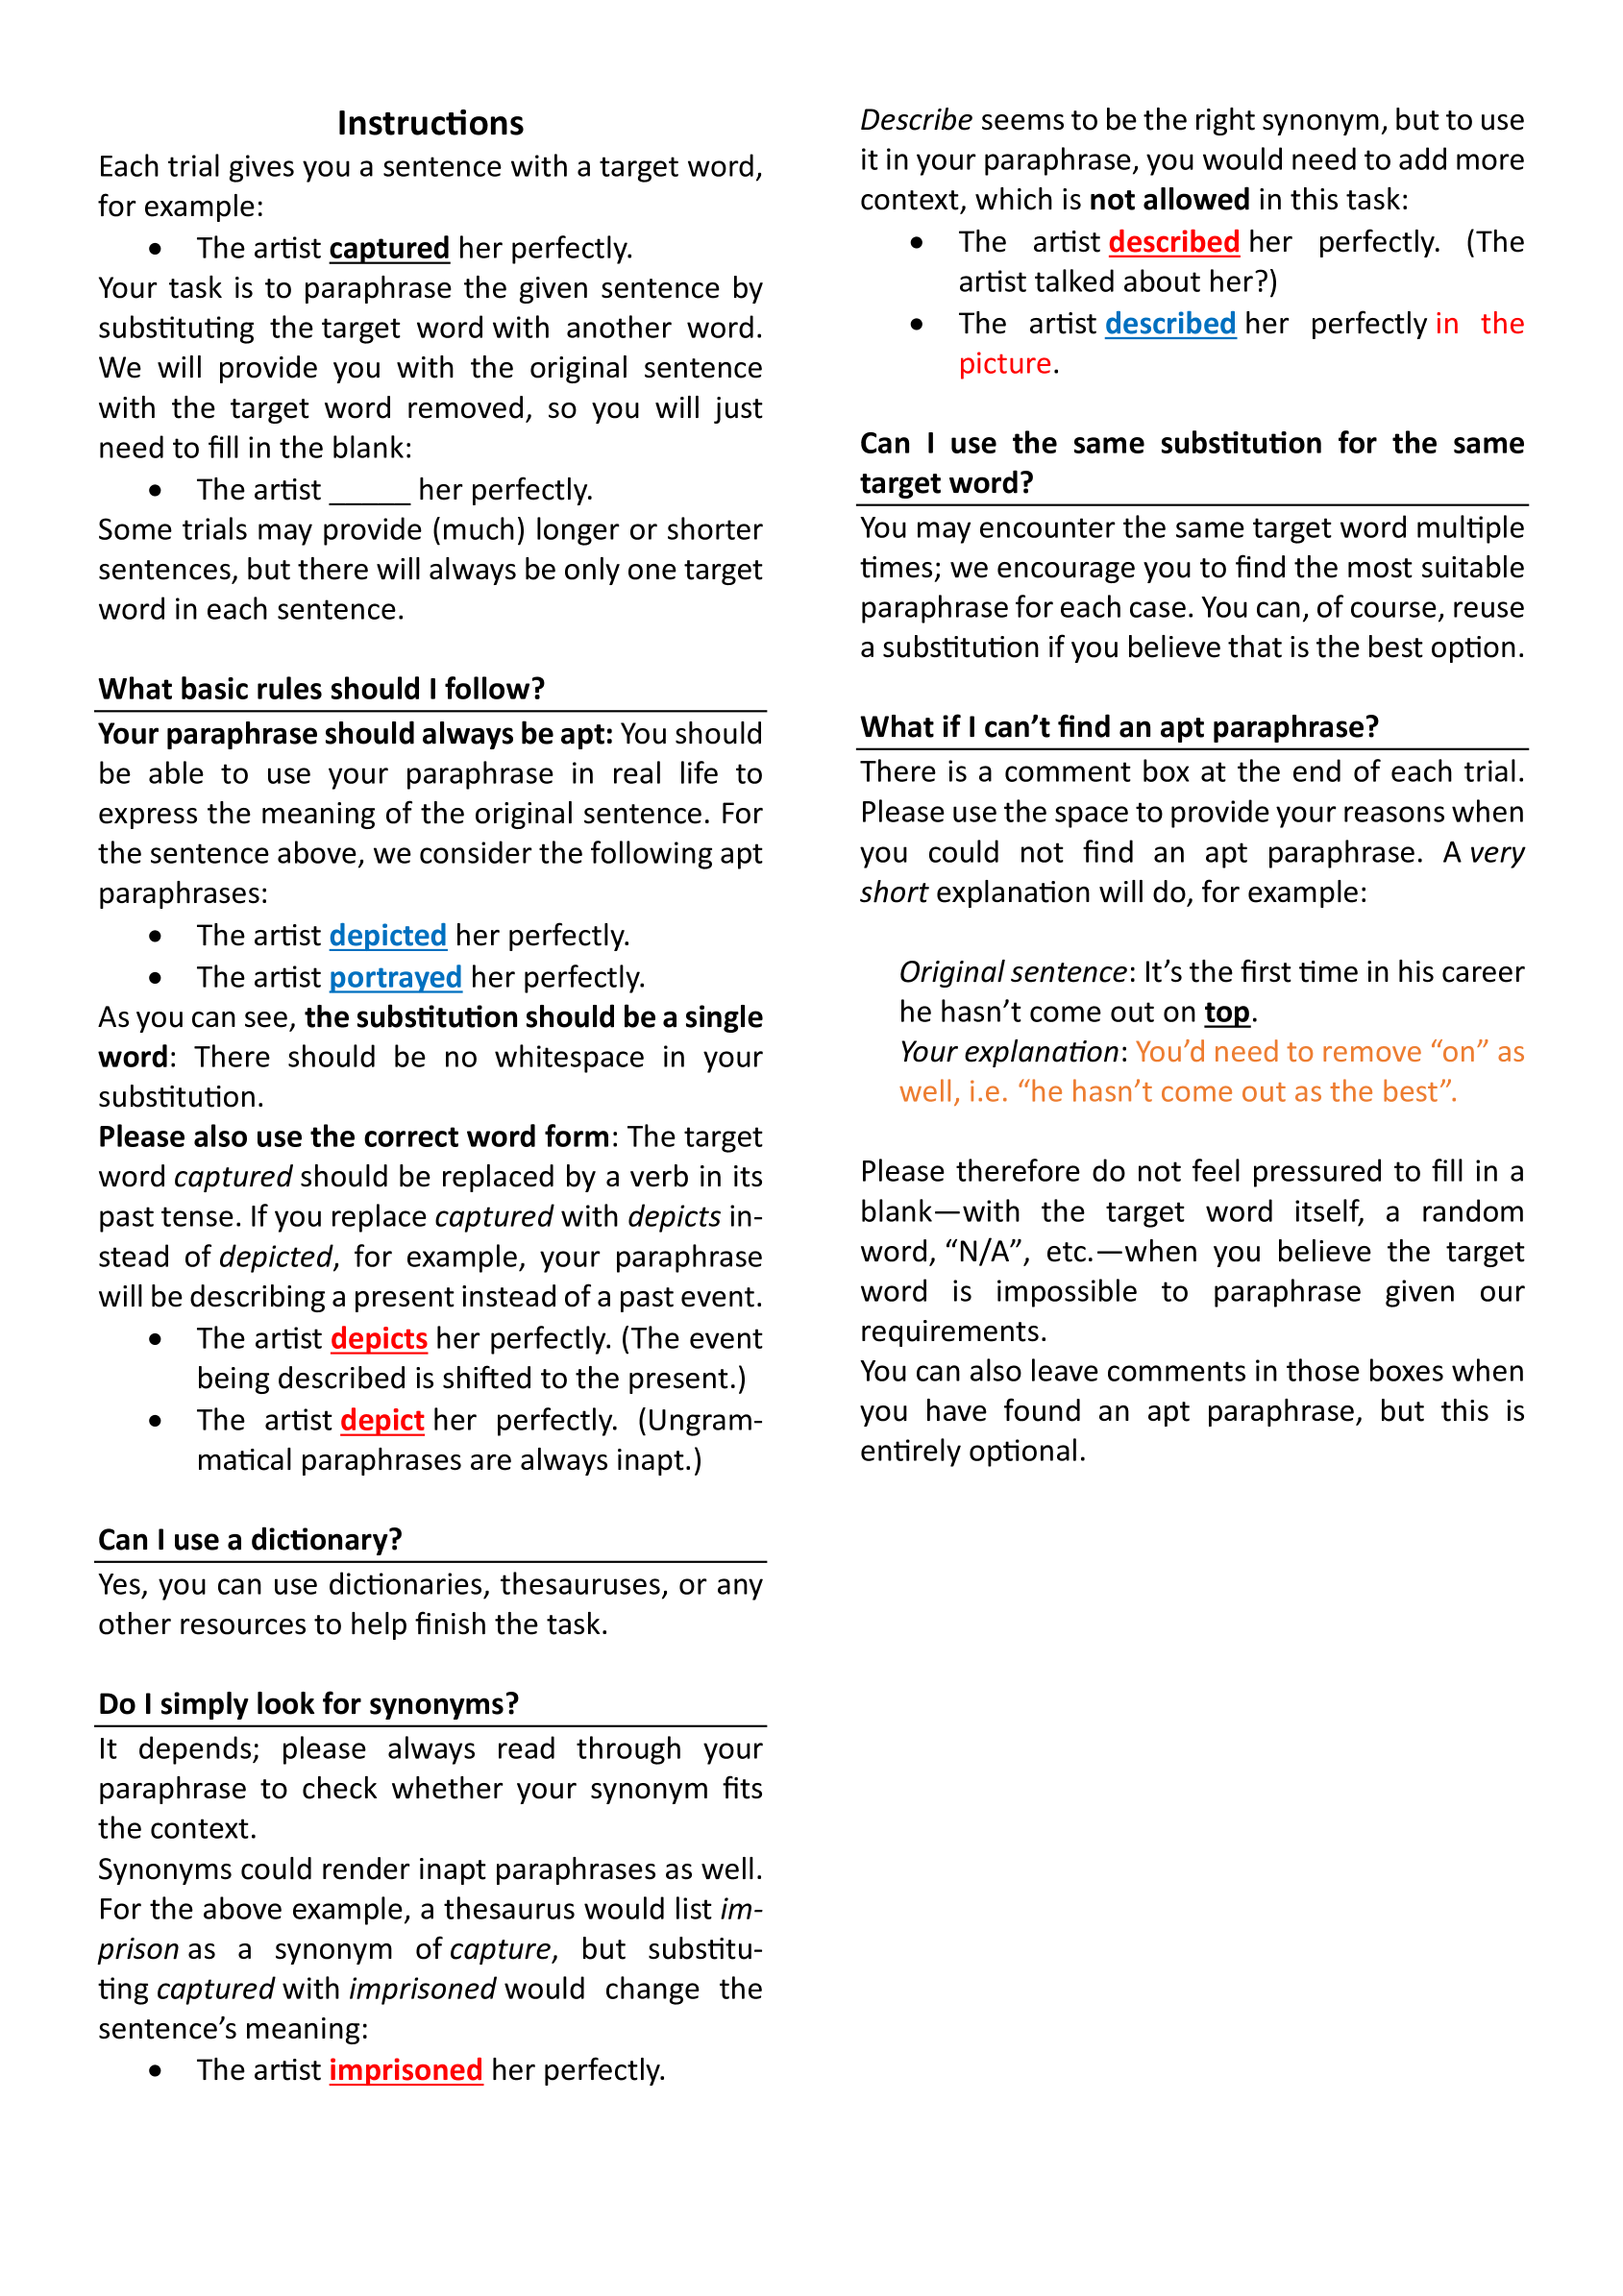 Instructions
Each trial gives you a sentence with a target word,
for example:
• The artist captured her perfectly.
Your task is to paraphrase the given sentence by
substituting the target word with another word.
We will provide you with the original sentence
with the target word removed, so you will just
need to fill in the blank:
• The artist _____ her perfectly.
Some trials may provide (much) longer or shorter
sentences, but there will always be only one target
word in each sentence.
What basic rules should I follow?
Your paraphrase should always be apt: You should
be able to use your paraphrase in real life to
express the meaning of the original sentence. For
the sentence above, we consider the following apt
paraphrases:
• The artist depicted her perfectly.
• The artist portrayed her perfectly.
As you can see, the substitution should be a single
word: There should be no whitespace in your
substitution.
Please also use the correct word form: The target
word captured should be replaced by a verb in its
past tense. If you replace captured with depicts in-
stead of depicted, for example, your paraphrase
will be describing a present instead of a past event.
• The artist depicts her perfectly. (The event
being described is shifted to the present.)
• The artist depict her perfectly. (Ungram-
matical paraphrases are always inapt.)
Can I use a dictionary?
Yes, you can use dictionaries, thesauruses, or any
other resources to help finish the task.
Do I simply look for synonyms?
It depends; please always read through your
paraphrase to check whether your synonym fits
the context.
Synonyms could render inapt paraphrases as well.
For the above example, a thesaurus would list im-
prison as a synonym of capture, but substitu-
ting captured with imprisoned would change the
sentence's meaning:
• The artist imprisoned her perfectly.
Describe seems to be the right synonym, but to use
it in your paraphrase, you would need to add more
context, which is not allowed in this task:
• The artist described her perfectly. (The
artist talked about her?)
• The artist described her perfectly in the
picture.
Can I use the same substitution for the same
target word?
You may encounter the same target word multiple
times; we encourage you to find the most suitable
paraphrase for each case. You can, of course, reuse
a substitution if you believe that is the best option.
What if I can't find an apt paraphrase?
There is a comment box at the end of each trial.
Please use the space to provide your reasons when
you could not find an apt paraphrase. A very
short explanation will do, for example:
Original sentence: It's the first time in his career
he hasn't come out on top.
Your explanation: You'd need to remove "on" as
well, i.e. "he hasn't come out as the best".
Please therefore do not feel pressured to fill in a
blank—with the target word itself, a random
word, "N/A", etc.—when you believe the target
word is impossible to paraphrase given our
requirements.
You can also leave comments in those boxes when
you have found an apt paraphrase, but this is
entirely optional.